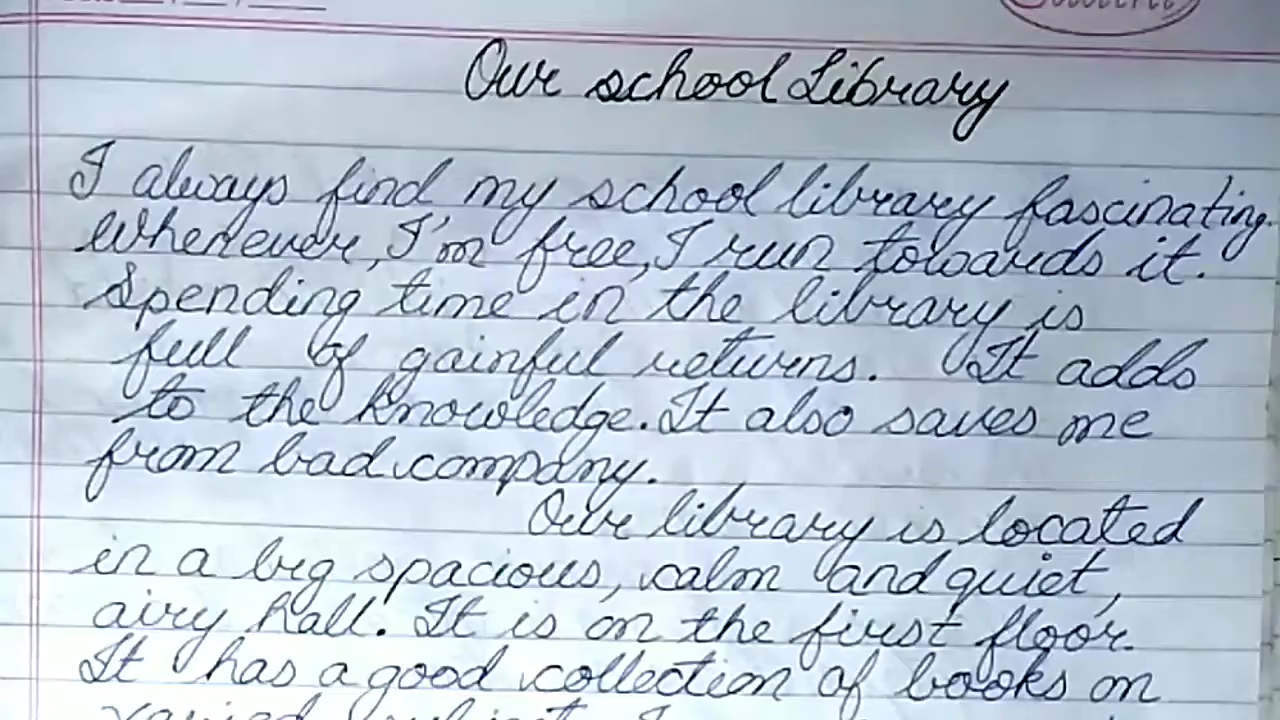 Our school Library
I always find my school library fascinating.
Whenever, I'm free, I run towards it.
Spending time in the library is
full of gainful returns. It adds
to the knowledge. It also saves me
from bad company.
Our library is located
in a big spacious, calm and quiet,
airy hall. It is on the first floor.
It has a good collection of books on
varied